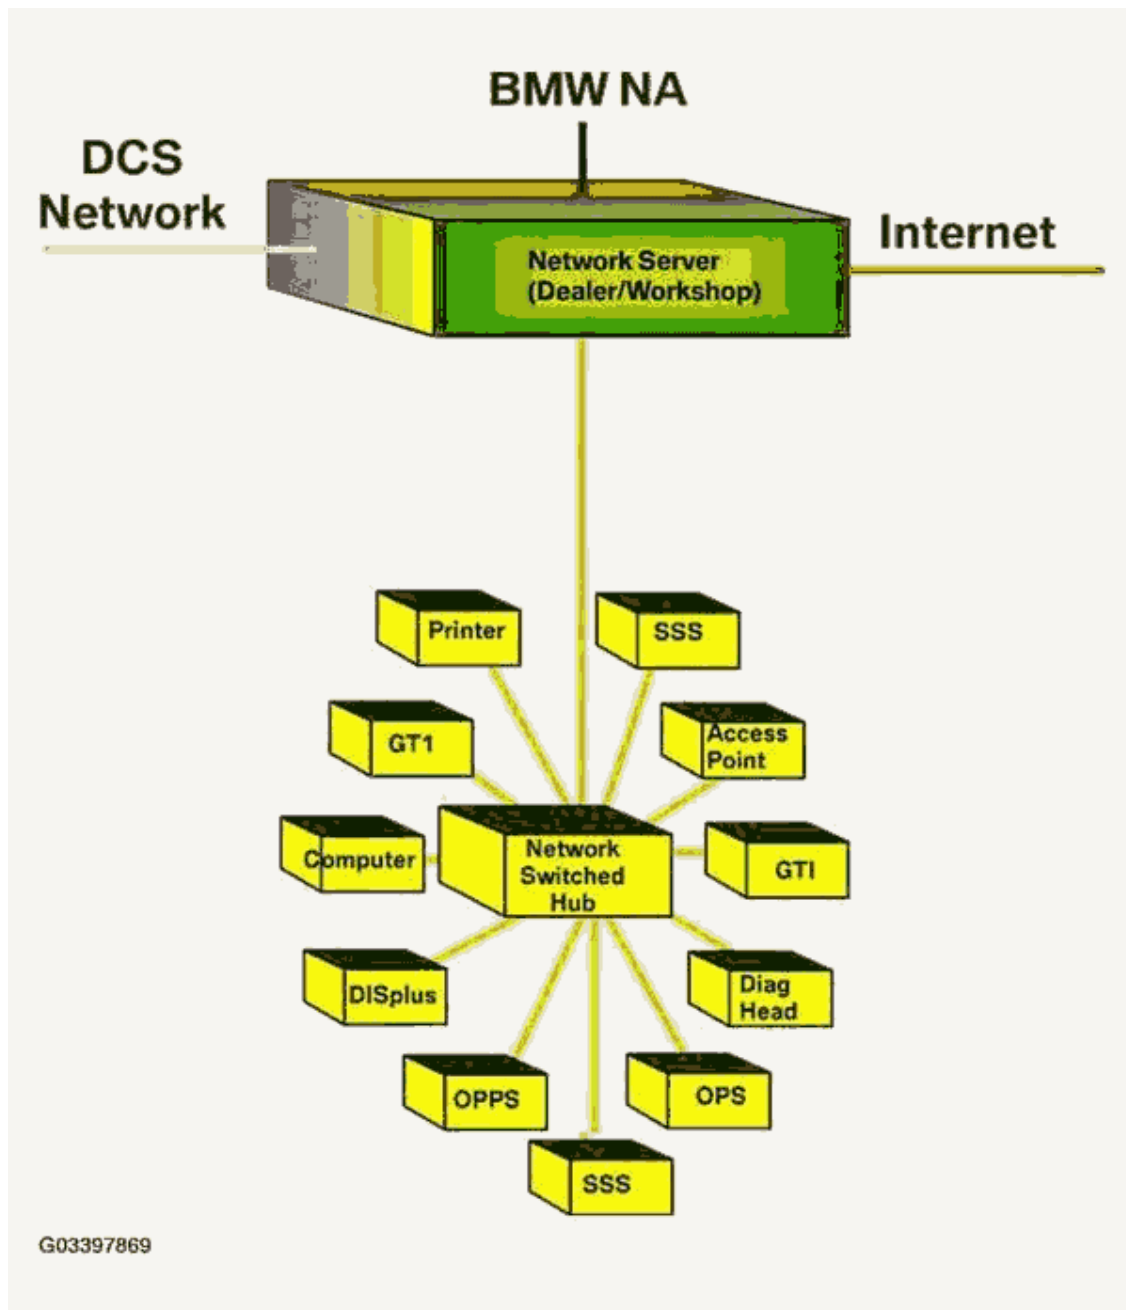 BMW NA
DCS
Network
Internet
Network Server
(Dealer/Workshop)
Printer
SSS
GT1
Access
Point
Computer
Network
Switched
Hub
GTI
DISplus
Diag
Head
OPPS
OPS
SSS
G03397869